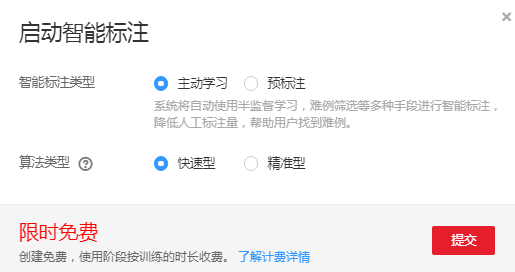 启动智能标注
智能标注类型 主动学习 预标注
系统将自动使用半监督学习，难例筛选等多种手段进行智能标注，
降低人工标注量，帮助用户找到难例。
算法类型 ? 快速型 精准型
限时免费
创建免费，使用阶段按训练的时长收费。 了解计费详情
提交